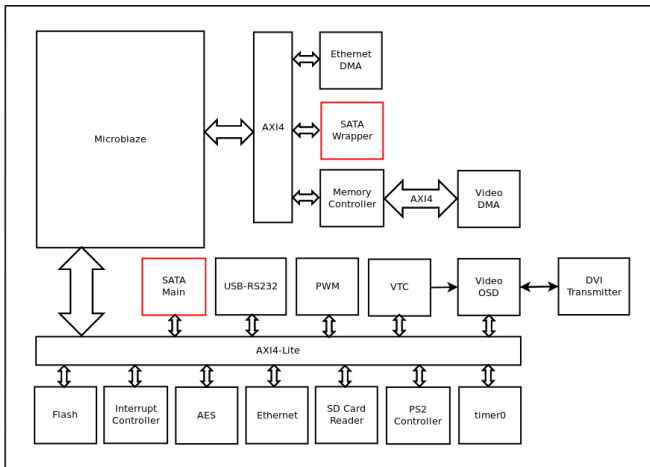 Ethernet
DMA
Microblaze
AXI4
SATA
Wrapper
Memory
Controller
AXI4
Video
DMA
SATA
Main
USB-RS232
PWM
VTC
Video
OSD
DVI
Transmitter
AXI4-Lite
Flash
Interrupt
Controller
AES
Ethernet
SD Card
Reader
PS2
Controller
timer0